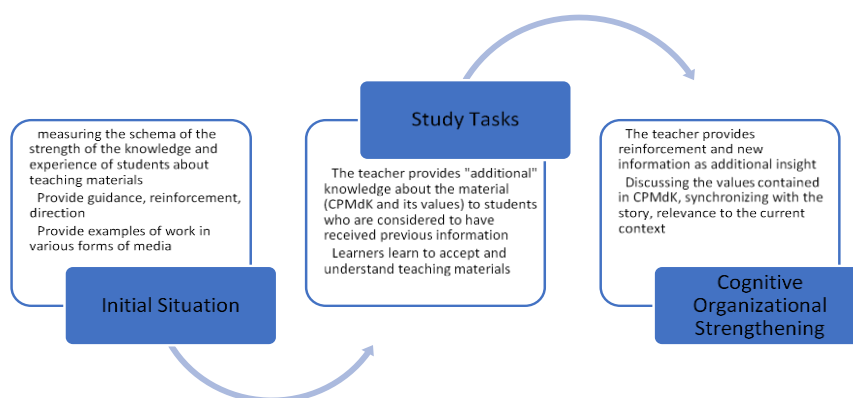 measuring the schema of the
strength of the knowledge and
experience of students about
teaching materials
Provide guidance, reinforcement,
direction
Provide examples of work in
various forms of media
Initial Situation
Study Tasks
The teacher provides "additional"
knowledge about the material
(CPMdK and its values) to students
who are considered to have
received previous information
Learners learn to accept and
understand teaching materials
The teacher provides
reinforcement and new
information as additional insight
Discussing the values contained
in CPMdK, synchronizing with the
story, relevance to the current
context
Cognitive
Organizational
Strengthening